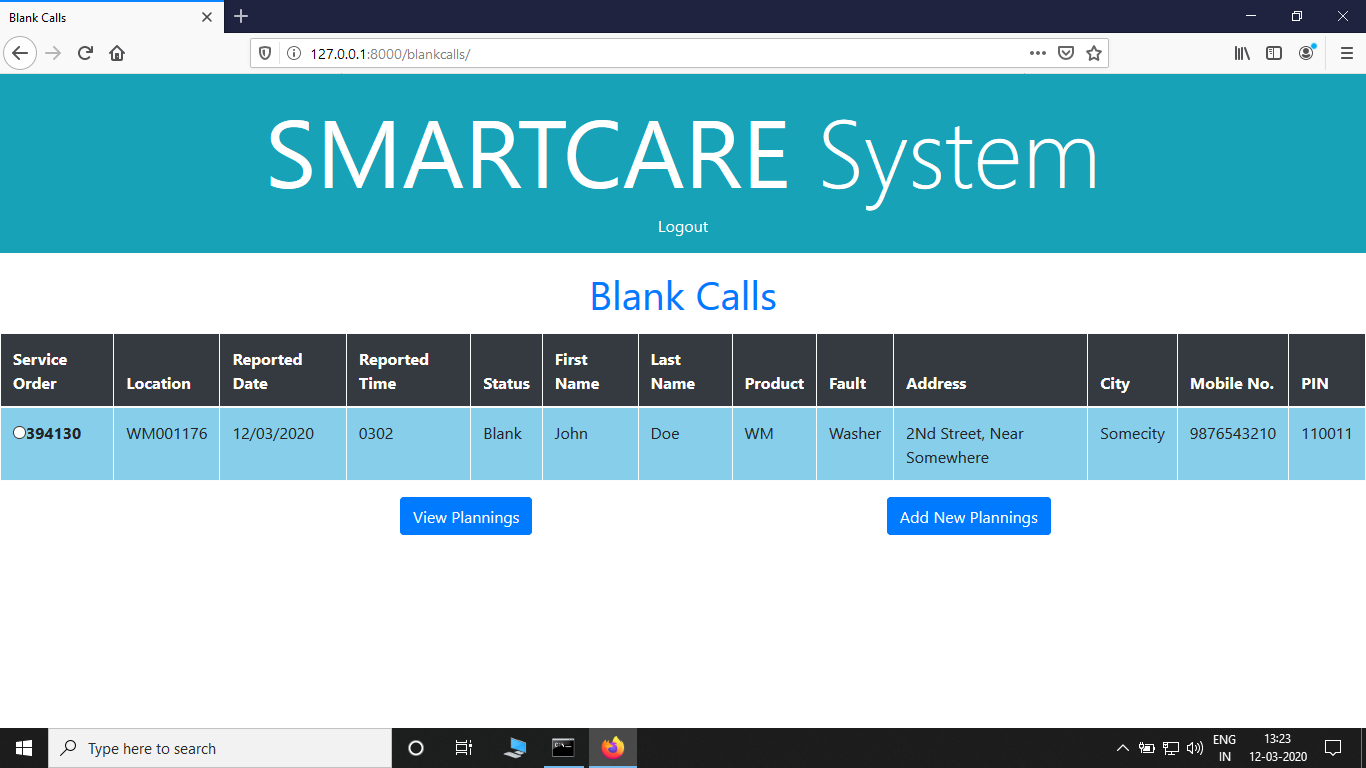 Blank Calls
127.0.0.1:8000/blankcalls/
SMARTCARE System
Logout
Blank Calls
Service Order
Location
Reported Date
Reported Time
Status
First Name
Last Name
Product
Fault
Address
City
Mobile No.
PIN
394130
WM001176
12/03/2020
0302
Blank
John
Doe
WM
Washer
2Nd Street, Near
Somewhere
Somecity
9876543210
110011
View Plannings
Add New Plannings
Type here to search
ENG
IN
13:23
12-03-2020